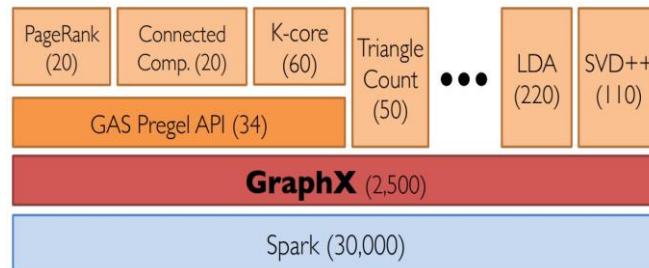 PageRank
(20)
Connected
Comp. (20)
K-core
(60)
Triangle
Count
(50)
•••
LDA
(220)
SVD++
(110)
GAS Pregel API (34)
GraphX (2,500)
Spark (30,000)